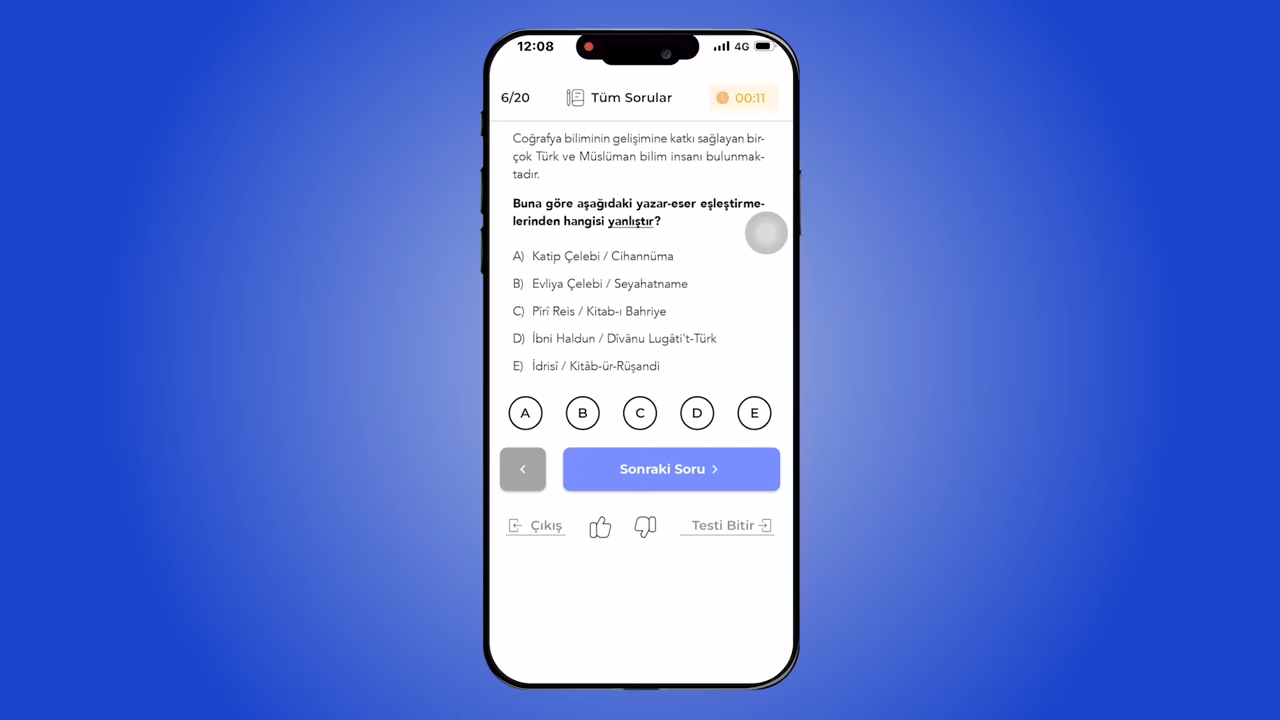 12:08
4G
6/20
Tüm Sorular
00:11
Coğrafya biliminin gelişimine katkı sağlayan bir-
çok Türk ve Müslüman bilim insanı bulunmak-
tadır.
Buna göre aşağıdaki yazar-eser eşleştirme-
lerinden hangisi yanlıştır?
A) Katip Çelebi / Cihannüma
B) Evliya Çelebi / Seyahatname
C) Pîrî Reis / Kitab-ı Bahriye
D) İbni Haldun / Dîvânu Lugâti't-Türk
E) İdrisî / Kitâb-ür-Rüşandi
A B C D E
Sonraki Soru
Çıkış
Testi Bitir